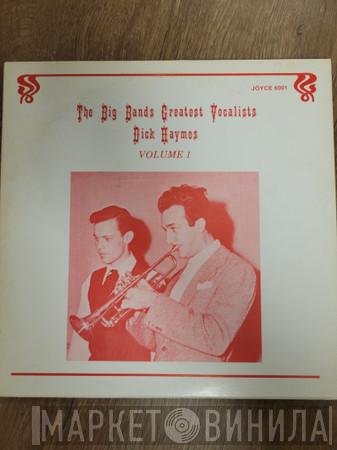 JOYCE 6001
The Big Bands Greatest Vocalists
Dick Haymes
VOLUME 1
МАРКЕТ ВИНИЛА